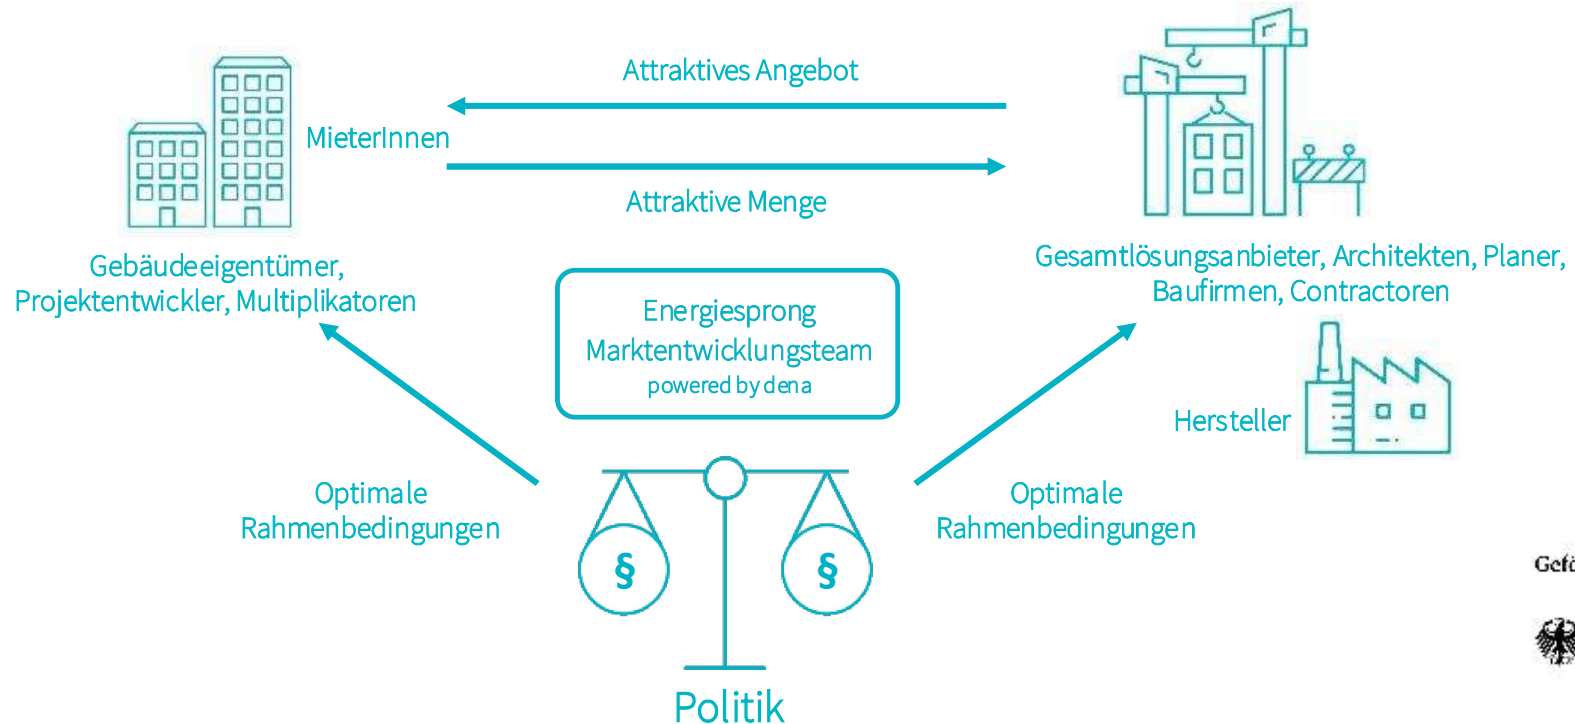 Attraktives Angebot
MieterInnen
Attraktive Menge
Gebäudeeigentümer,
Projektentwickler, Multiplikatoren
Gesamtlösungsanbieter, Architekten, Planer,
Baufirmen, Contractoren
Energiesprong
Marktentwicklungsteam
powered by dena
Hersteller
Optimale
Rahmenbedingungen
Optimale
Rahmenbedingungen
§ §
Politik